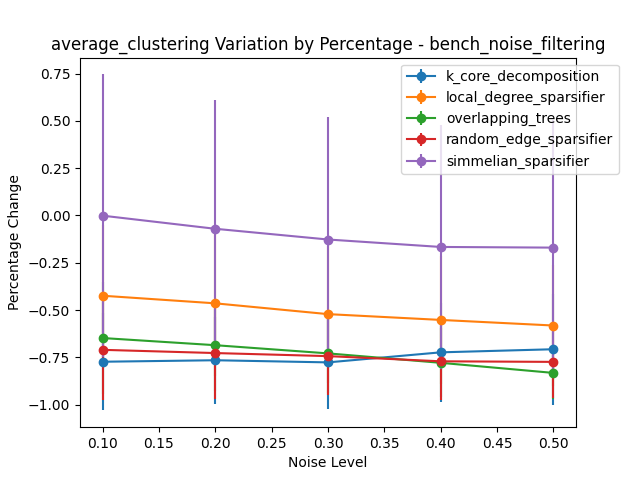 average_clustering Variation by Percentage - bench_noise_filtering
k_core_decomposition
local_degree_sparsifier
overlapping_trees
random_edge_sparsifier
simmelian_sparsifier
Percentage Change
0.75
0.50
0.25
0.00
−0.25
−0.50
−0.75
−1.00
0.10 0.15 0.20 0.25 0.30 0.35 0.40 0.45 0.50
Noise Level